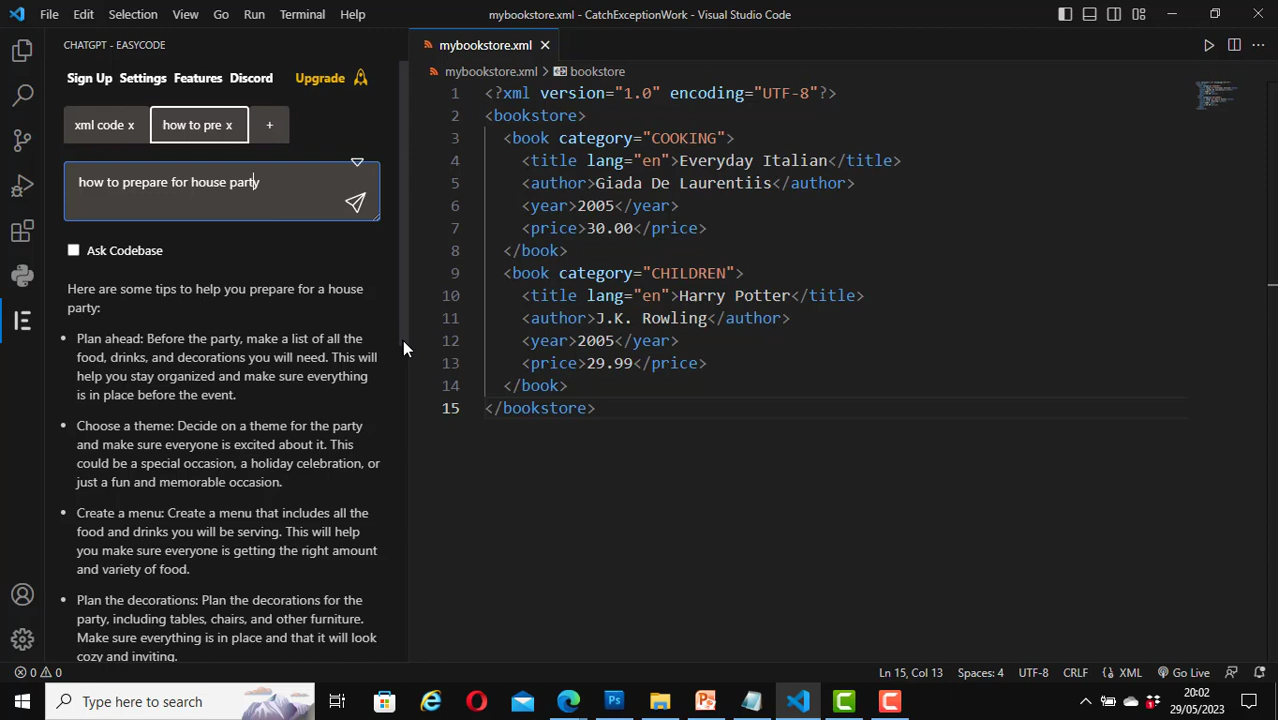 File Edit Selection View Go Run Terminal Help
mybookstore.xml - CatchExceptionWork - Visual Studio Code
CHATGPT - EASYCODE
Sign Up Settings Features Discord Upgrade
xml code x how to pre x +
how to prepare for house party
Ask Codebase
Here are some tips to help you prepare for a house
party:
• Plan ahead: Before the party, make a list of all the
food, drinks, and decorations you will need. This will
help you stay organized and make sure everything
is in place before the event.
• Choose a theme: Decide on a theme for the party
and make sure everyone is excited about it. This
could be a special occasion, a holiday celebration, or
just a fun and memorable occasion.
• Create a menu: Create a menu that includes all the
food and drinks you will be serving. This will help
you make sure everyone is getting the right amount
and variety of food.
• Plan the decorations: Plan the decorations for the
party, including tables, chairs, and other furniture.
Make sure everything is in place and that it will look
cozy and inviting.
mybookstore.xml
mybookstore.xml > bookstore
1 <?xml version="1.0" encoding="UTF-8"?>
2 <bookstore>
3 <book category="COOKING">
4 <title lang="en">Everyday Italian</title>
5 <author>Giada De Laurentiis</author>
6 <year>2005</year>
7 <price>30.00</price>
8 </book>
9 <book category="CHILDREN">
10 <title lang="en">Harry Potter</title>
11 <author>J.K. Rowling</author>
12 <year>2005</year>
13 <price>29.99</price>
14 </book>
15 </bookstore>
0 0
Ln 15, Col 13 Spaces: 4 UTF-8 CRLF {} XML Go Live
Type here to search
20:02
29/05/2023